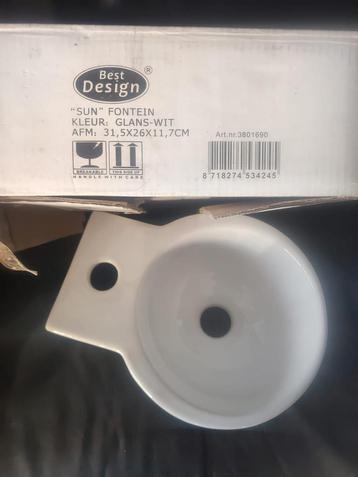 Best
Design ®
"SUN" FONTEIN
KLEUR: GLANS-WIT
AFM: 31,5X26X11,7CM
Art.nr.3801690
BREAKABLE
THIS SIDE UP
HANDLE WITH CARE
8 718274 534245